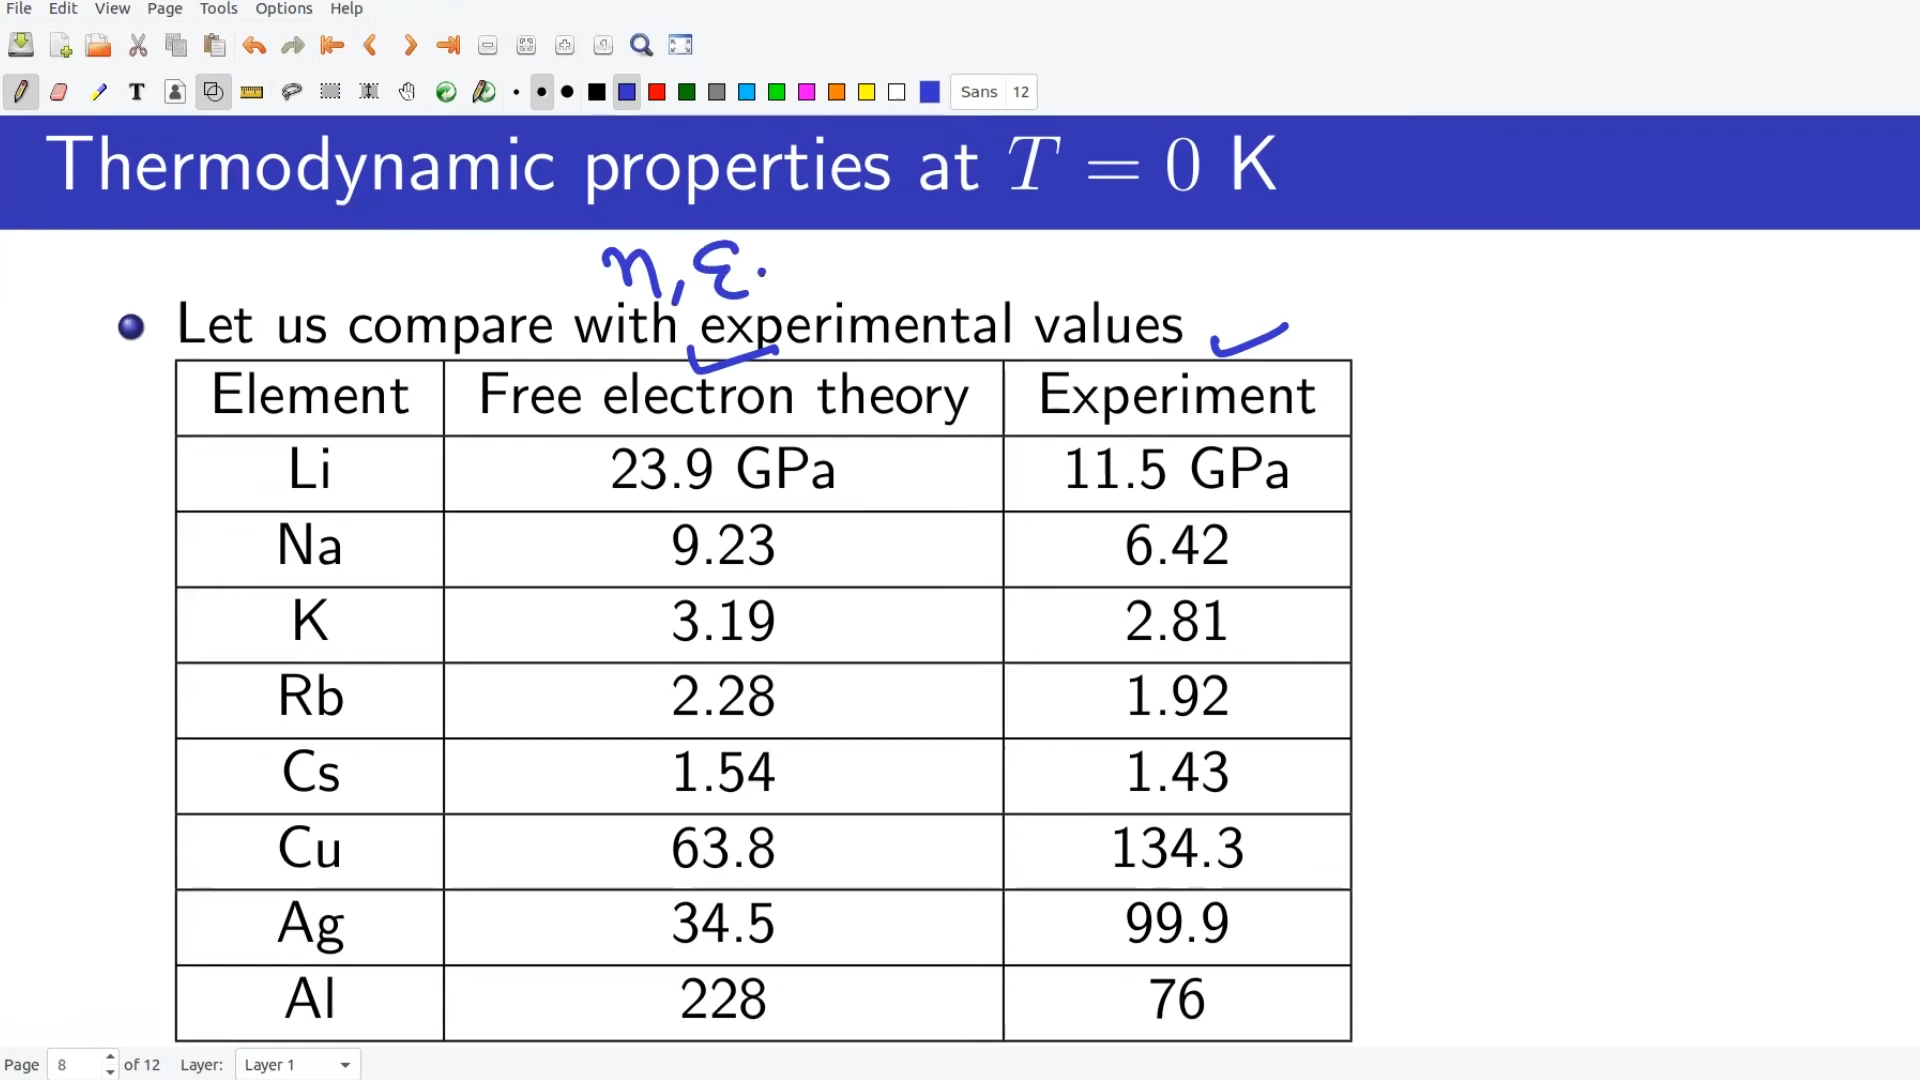 File Edit View Page Tools Options Help
T Sans 12
Thermodynamic properties at T = 0 K
n, ε.
Let us compare with experimental values
Element Free electron theory Experiment
Li 23.9 GPa 11.5 GPa
Na 9.23 6.42
K 3.19 2.81
Rb 2.28 1.92
Cs 1.54 1.43
Cu 63.8 134.3
Ag 34.5 99.9
Al 228 76
Page 8 of 12 Layer: Layer 1